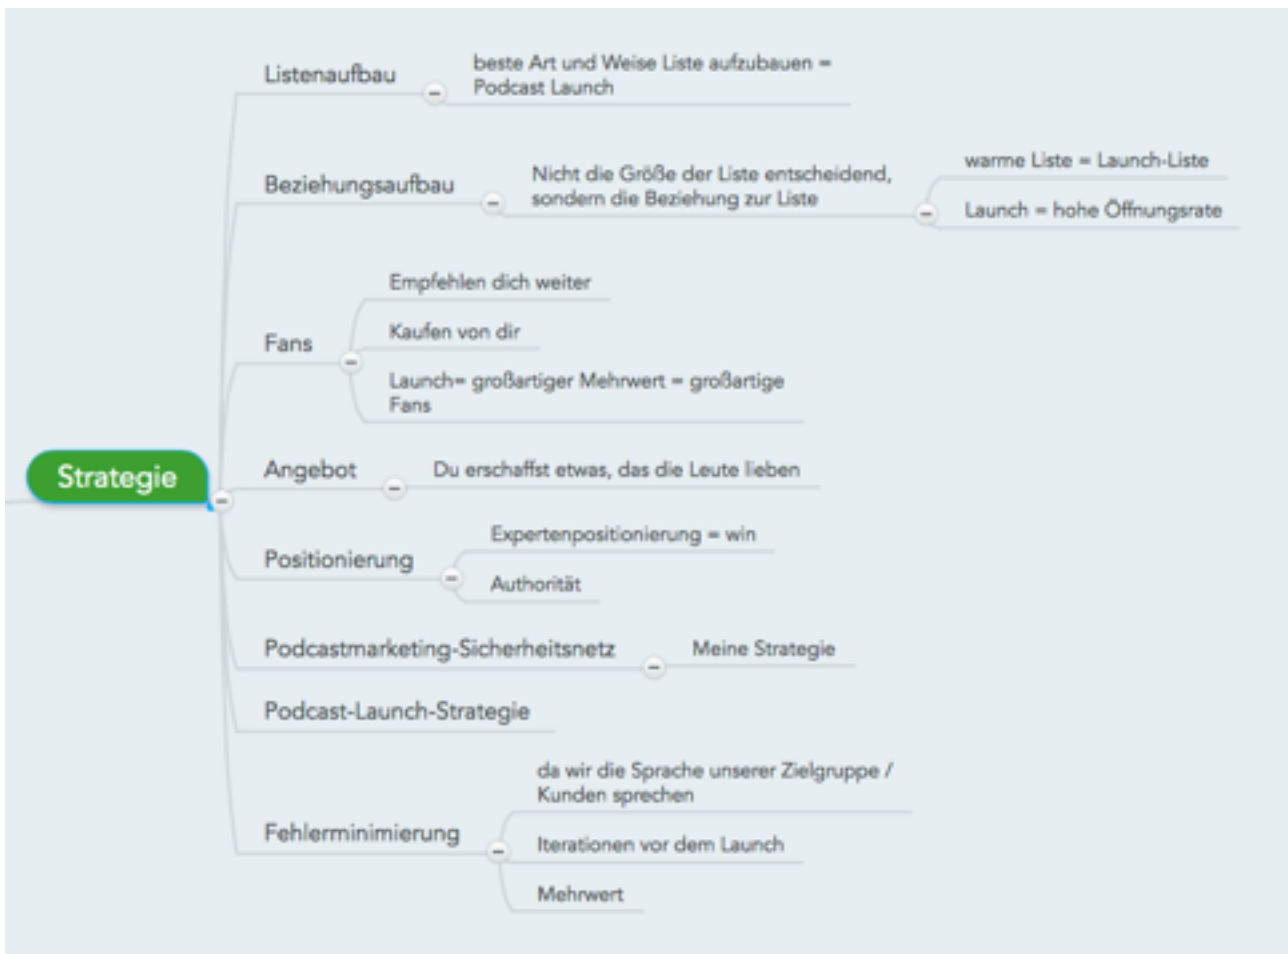 Listenaufbau
beste Art und Weise Liste aufzubauen =
Podcast Launch
Beziehungsaufbau
Nicht die Größe der Liste entscheidend,
sondern die Beziehung zur Liste
warme Liste = Launch-Liste
Launch = hohe Öffnungsrate
Fans
Empfehlen dich weiter
Kaufen von dir
Launch= großartiger Mehrwert = großartige
Fans
Strategie
Angebot
Du erschaffst etwas, das die Leute lieben
Positionierung
Expertenpositionierung = win
Authorität
Podcastmarketing-Sicherheitsnetz
Meine Strategie
Podcast-Launch-Strategie
Fehlerminimierung
da wir die Sprache unserer Zielgruppe /
Kunden sprechen
Iterationen vor dem Launch
Mehrwert